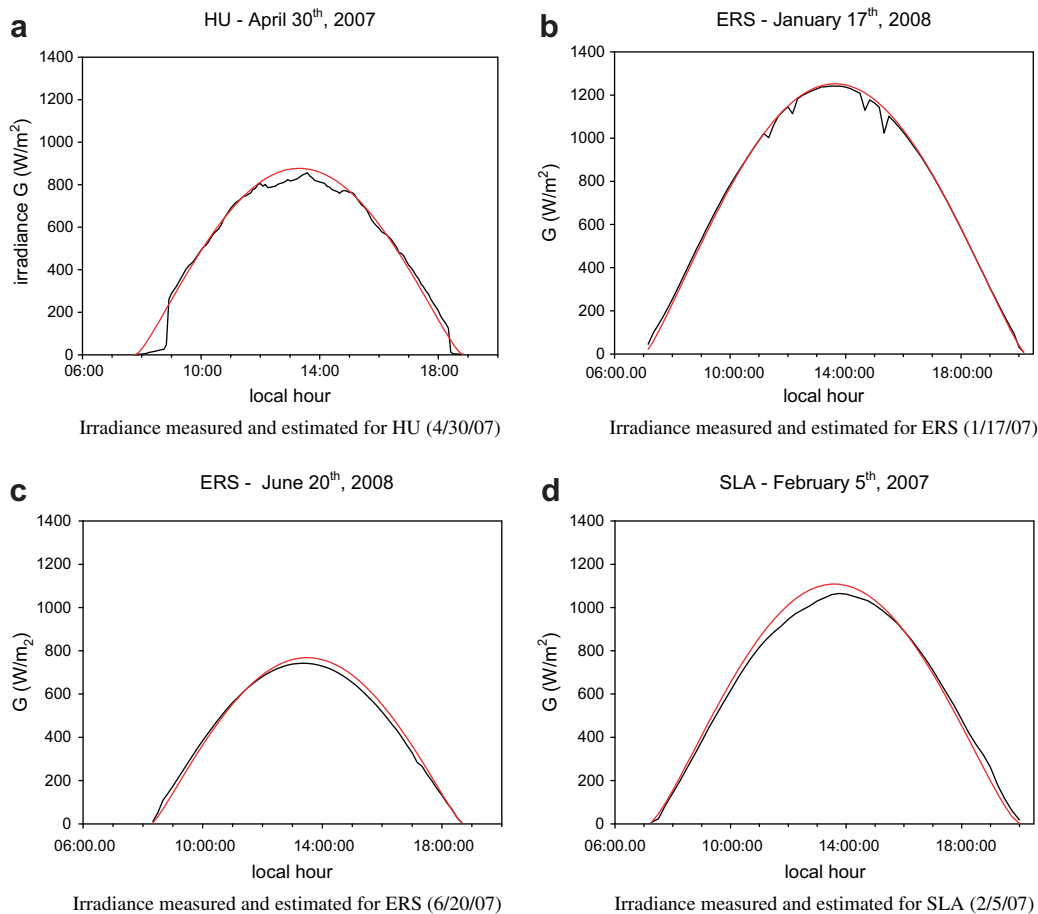 a
HU - April 30th, 2007
1400
1200
1000
800
600
400
200
0
irradiance G (W/m²)
06:00
10:00
14:00
18:00
local hour
Irradiance measured and estimated for HU (4/30/07)
b
ERS - January 17th, 2008
1400
1200
1000
800
600
400
200
0
G (W/m²)
06:00.00
10:00:00
14:00:00
18:00:00
local hour
Irradiance measured and estimated for ERS (1/17/07)
c
ERS - June 20th, 2008
1400
1200
1000
800
600
400
200
0
G (W/m₂)
06:00.00
10:00:00
14:00:00
18:00:00
local hour
Irradiance measured and estimated for ERS (6/20/07)
d
SLA - February 5th, 2007
1400
1200
1000
800
600
400
200
0
G (W/m²)
06:00:00
10:00:00
14:00:00
18:00:00
local hour
Irradiance measured and estimated for SLA (2/5/07)